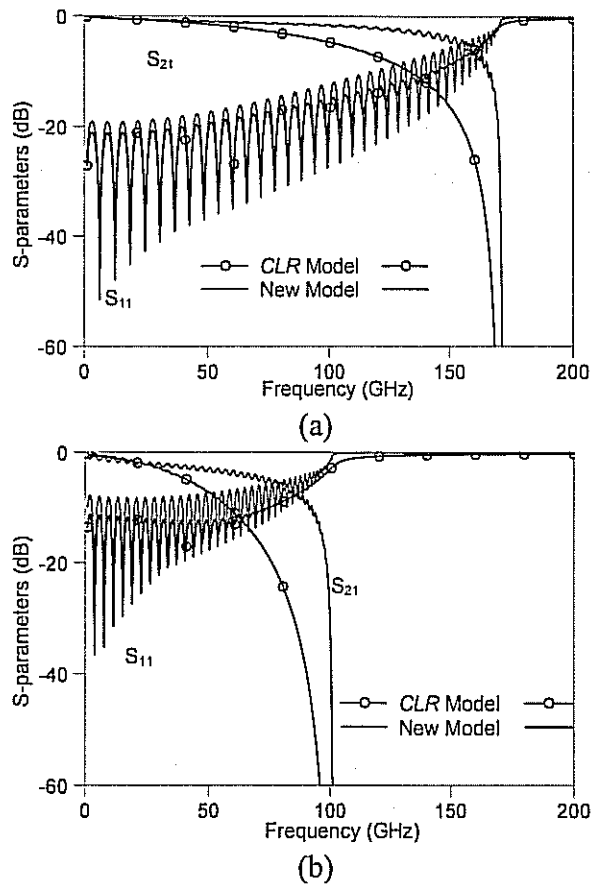 0
-20
-40
-60
S-parameters (dB)
S21
S11
CLR Model
New Model
0 50 100 150 200
Frequency (GHz)
(a)
0
-20
-40
-60
S-parameters (dB)
S21
S11
CLR Model
New Model
0 50 100 150 200
Frequency (GHz)
(b)